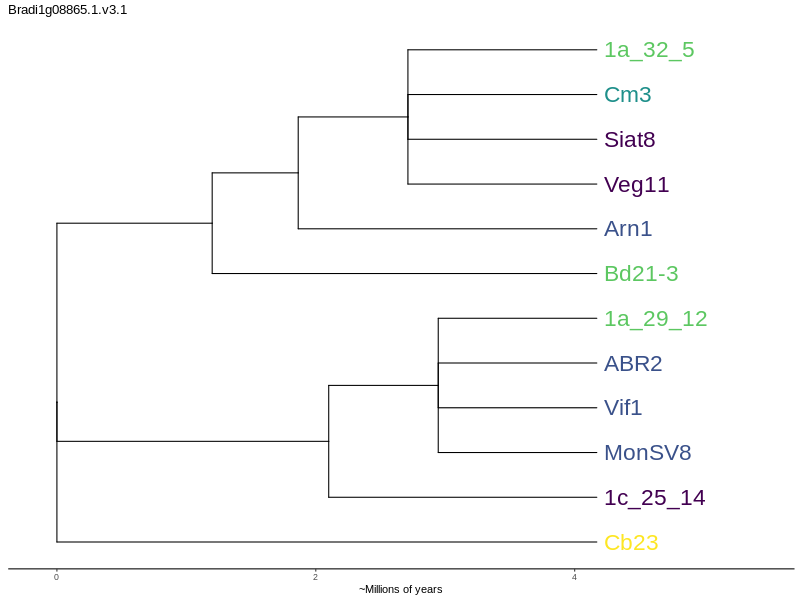 Bradi1g08865.1.v3.1
1a_32_5
Cm3
Siat8
Veg11
Arn1
Bd21-3
1a_29_12
ABR2
Vif1
MonSV8
1c_25_14
Cb23
0 2 4
~Millions of years